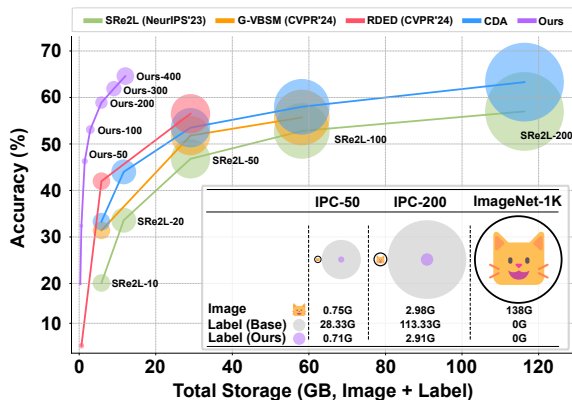 SRe2L (NeurIPS'23) G-VBSM (CVPR'24) RDED (CVPR'24) CDA Ours
Accuracy (%)
70
60
50
40
30
20
10
Ours-400
Ours-300
Ours-200
Ours-100
Ours-50
SRe2L-200
SRe2L-100
SRe2L-50
SRe2L-20
SRe2L-10
IPC-50 IPC-200 ImageNet-1K
Image 0.75G 2.98G 138G
Label (Base) 28.33G 113.33G 0G
Label (Ours) 0.71G 2.91G 0G
0 20 40 60 80 100 120
Total Storage (GB, Image + Label)